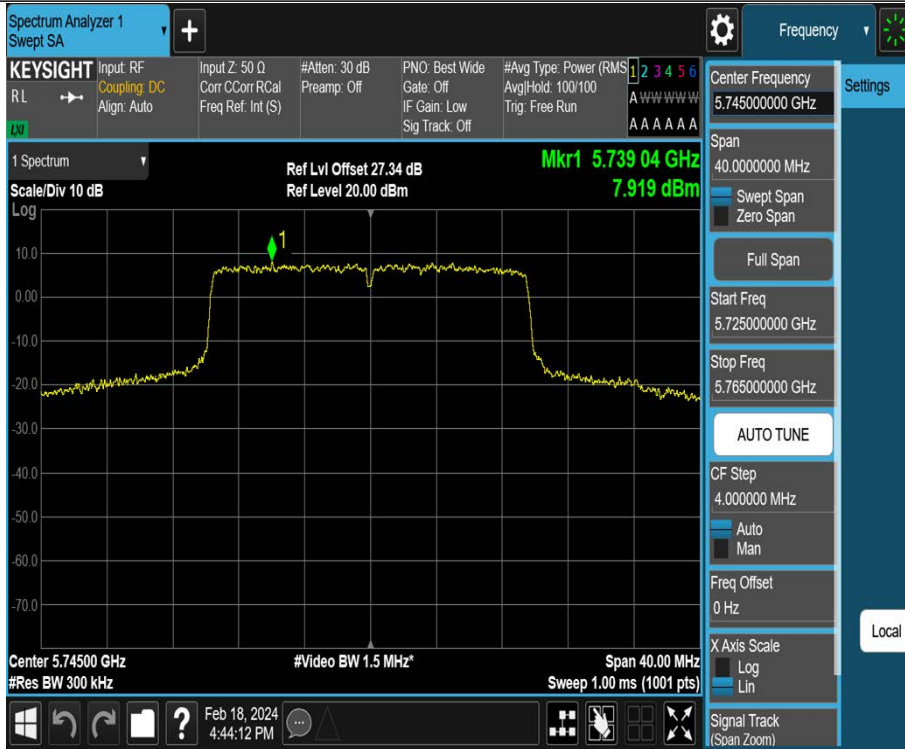 Spectrum Analyzer 1
Swept SA
+
Frequency
KEYSIGHT
R L
LXI
Input: RF
Coupling: DC
Align: Auto
Input Z: 50 Ω
Corr CCorr RCal
Freq Ref: Int (S)
#Atten: 30 dB
Preamp: Off
PNO: Best Wide
Gate: Off
IF Gain: Low
Sig Track: Off
#Avg Type: Power (RMS
Avg|Hold: 100/100
Trig: Free Run
1 2 3 4 5 6
A W W W W W
A A A A A A
1 Spectrum
Scale/Div 10 dB
Log
Ref Lvl Offset 27.34 dB
Ref Level 20.00 dBm
Mkr1 5.739 04 GHz
7.919 dBm
1
10.0
0.00
-10.0
-20.0
-30.0
-40.0
-50.0
-60.0
-70.0
Center 5.74500 GHz
#Res BW 300 kHz
#Video BW 1.5 MHz*
Span 40.00 MHz
Sweep 1.00 ms (1001 pts)
?
Feb 18, 2024
4:44:12 PM
Center Frequency
5.745000000 GHz
Settings
Span
40.0000000 MHz
Swept Span
Zero Span
Full Span
Start Freq
5.725000000 GHz
Stop Freq
5.765000000 GHz
AUTO TUNE
CF Step
4.000000 MHz
Auto
Man
Freq Offset
0 Hz
Local
X Axis Scale
Log
Lin
Signal Track
(Span Zoom)